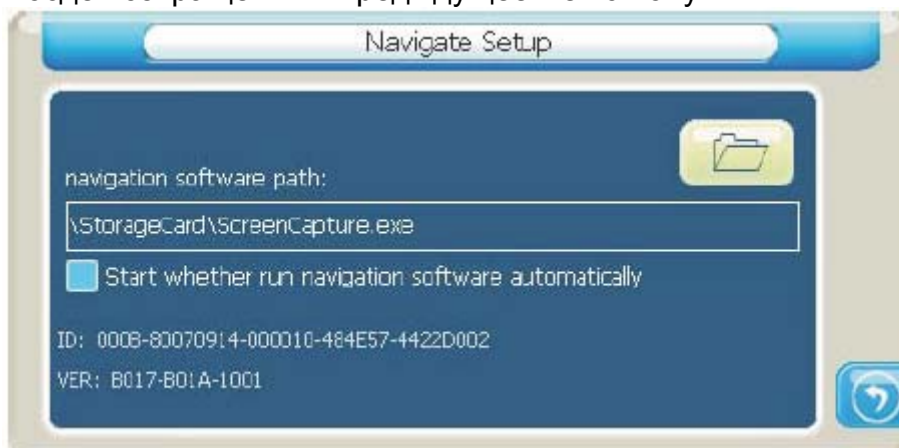 Navigate Setup
navigation software path:
\StorageCard\ScreenCapture.exe
Start whether run navigation software automatically
ID: 000B-80070914-000010-484E57-4422D002
VER: B017-B01A-1001